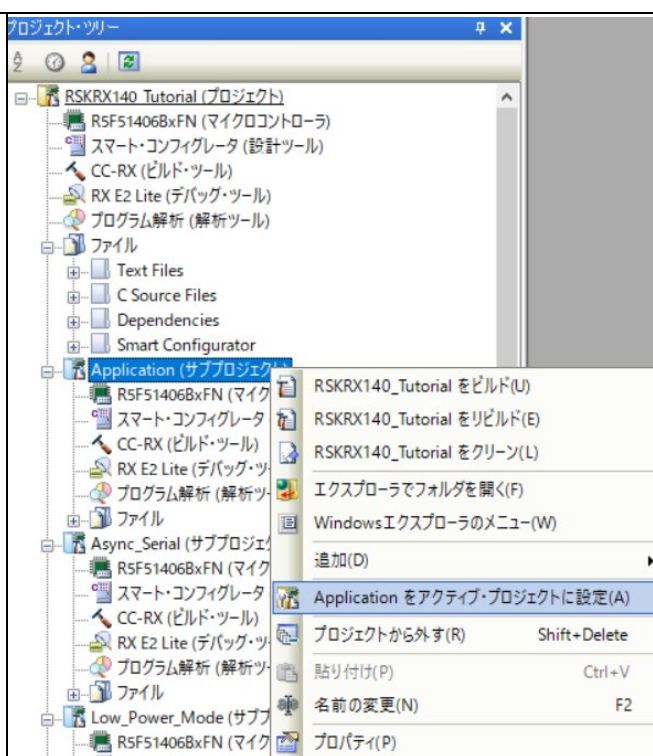 プロジェクト・ツリー
RSKRX140_Tutorial (プロジェクト)
R5F51406BxFN (マイクロコントローラ)
スマート・コンフィグレータ (設計ツール)
CC-RX (ビルド・ツール)
RX E2 Lite (デバッグ・ツール)
プログラム解析 (解析ツール)
ファイル
Text Files
C Source Files
Dependencies
Smart Configurator
Application (サブプロジェクト)
R5F51406BxFN (マイク
スマート・コンフィグレータ
CC-RX (ビルド・ツール)
RX E2 Lite (デバッグ・ツ
プログラム解析 (解析ツ
ファイル
Async_Serial (サブプロジェ
R5F51406BxFN (マイク
スマート・コンフィグレータ
CC-RX (ビルド・ツール)
RX E2 Lite (デバッグ・ツ
プログラム解析 (解析ツ
ファイル
Low_Power_Mode (サブプ
R5F51406BxFN (マイク
RSKRX140_Tutorial をビルド(U)
RSKRX140_Tutorial をリビルド(E)
RSKRX140_Tutorial をクリーン(L)
エクスプローラでフォルダを開く(F)
Windowsエクスプローラのメニュー(W)
追加(D)
Application をアクティブ・プロジェクトに設定(A)
プロジェクトから外す(R) Shift+Delete
貼り付け(P) Ctrl+V
名前の変更(N) F2
プロパティ(P)